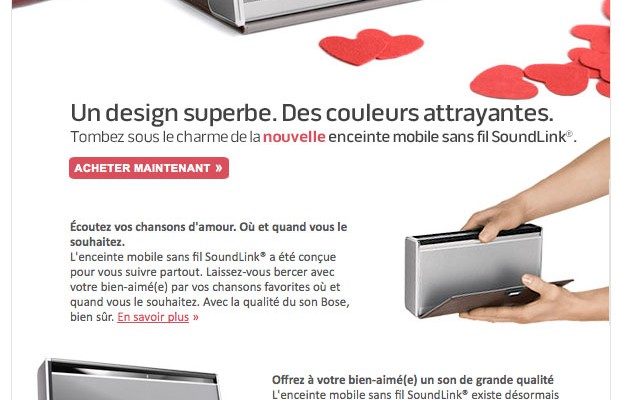 Un design superbe. Des couleurs attrayantes.
Tombez sous le charme de la nouvelle enceinte mobile sans fil SoundLink®.
ACHETER MAINTENANT »
Écoutez vos chansons d'amour. Où et quand vous le
souhaitez.
L'enceinte mobile sans fil SoundLink® a été conçue
pour vous suivre partout. Laissez-vous bercer avec
votre bien-aimé(e) par vos chansons favorites où et
quand vous le souhaitez. Avec la qualité du son Bose,
bien sûr. En savoir plus »
Offrez à votre bien-aimé(e) un son de grande qualité
L'enceinte mobile sans fil SoundLink® existe désormais